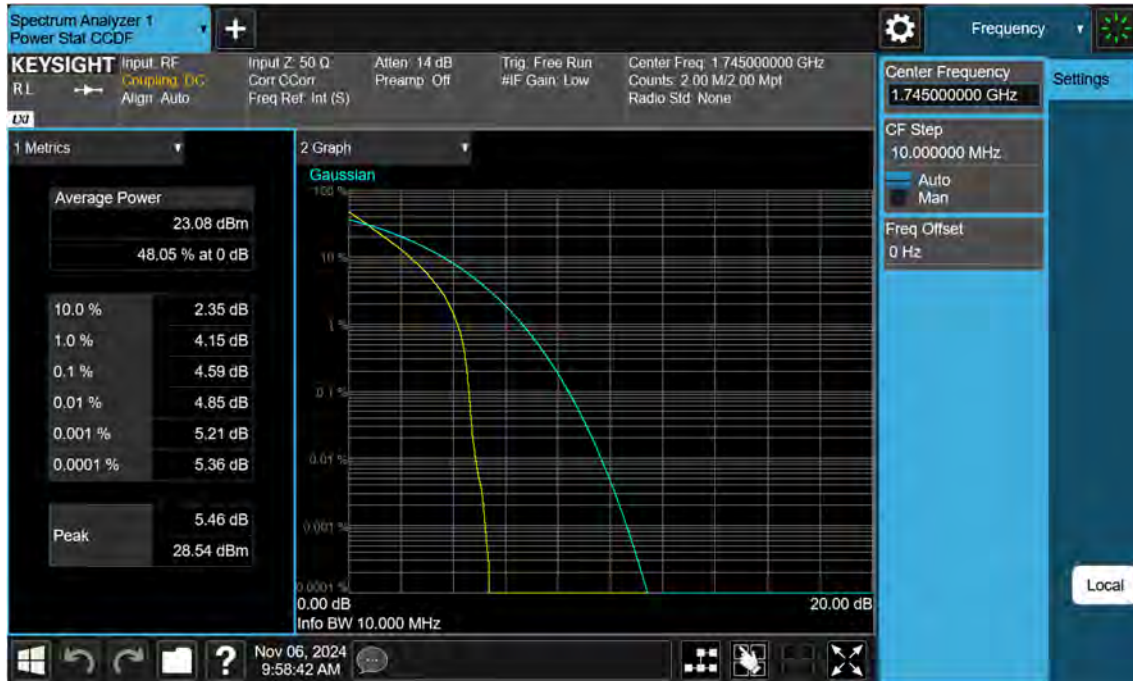 Spectrum Analyzer 1
Power Stat CCDF
+
Frequency
KEYSIGHT
R L
LXI
Input: RF
Coupling: DC
Align: Auto
Input Z: 50 Ω
Corr CCorr
Freq Ref: Int (S)
Atten: 14 dB
Preamp: Off
Trig: Free Run
#IF Gain: Low
Center Freq: 1.745000000 GHz
Counts: 2.00 M/2.00 Mpt
Radio Std: None
Center Frequency
1.745000000 GHz
Settings
CF Step
10.000000 MHz
Auto
Man
Freq Offset
0 Hz
1 Metrics
Average Power
23.08 dBm
48.05 % at 0 dB
10.0 % 2.35 dB
1.0 % 4.15 dB
0.1 % 4.59 dB
0.01 % 4.85 dB
0.001 % 5.21 dB
0.0001 % 5.36 dB
Peak 5.46 dB
28.54 dBm
2 Graph
Gaussian
100 %
10 %
1 %
0.1 %
0.01 %
0.001 %
0.0001 %
0.00 dB 20.00 dB
Info BW 10.000 MHz
Local
?
Nov 06, 2024
9:58:42 AM